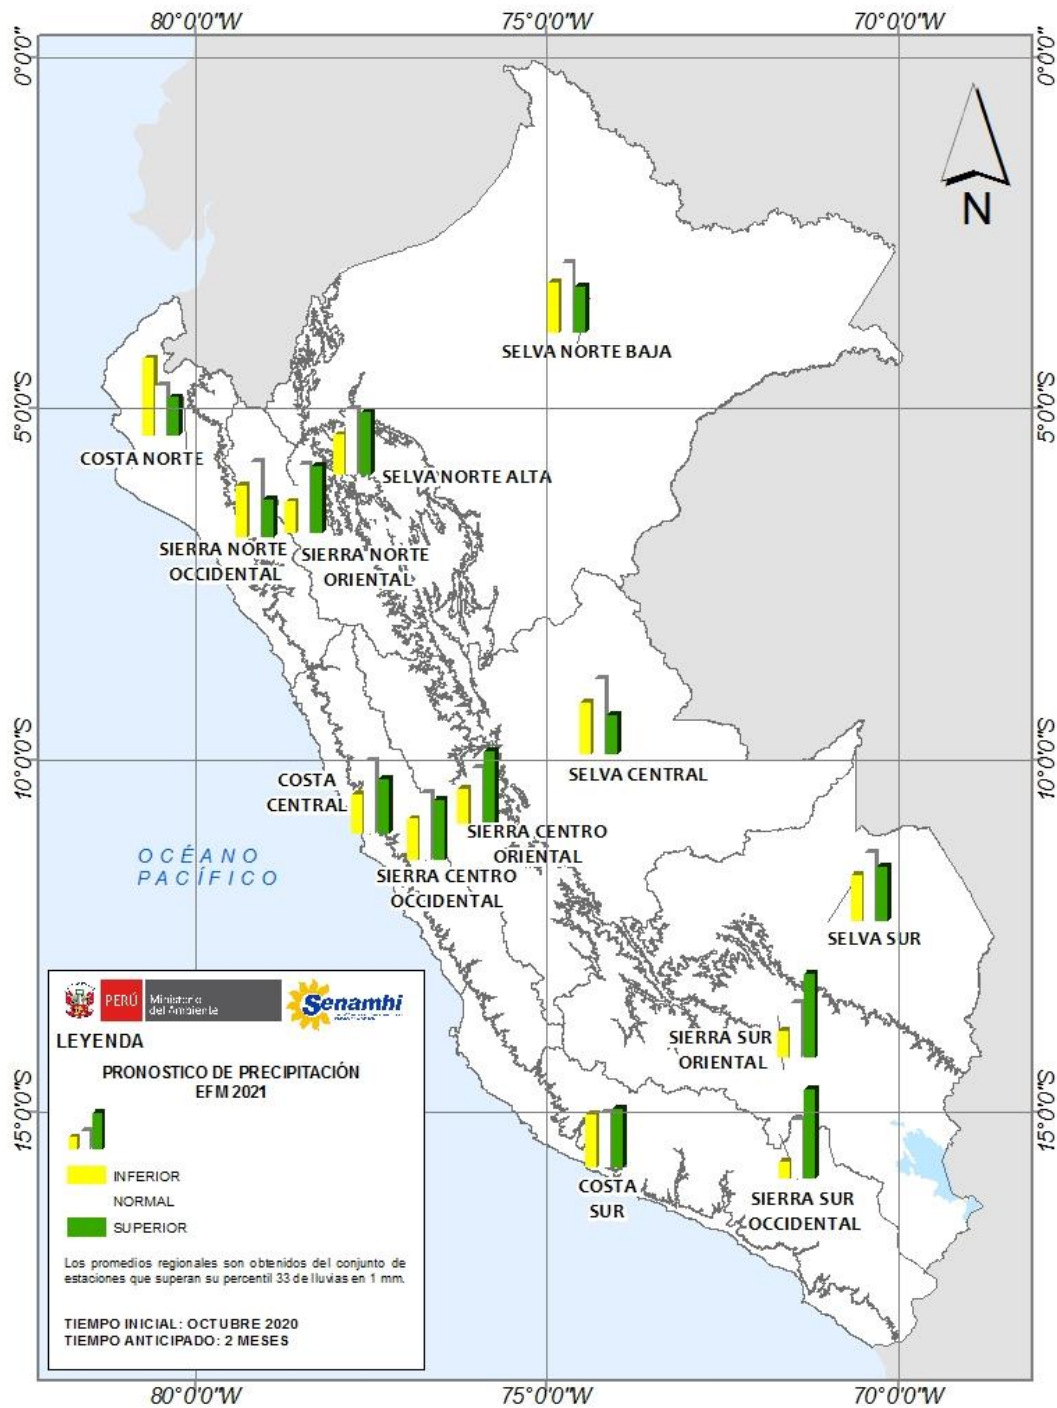 80°0'0"W 75°0'0"W 70°0'0"W
0°0'0"
0°0'0"
N
SELVA NORTE BAJA
5°0'0"S
5°0'0"S
COSTA NORTE
SELVA NORTE ALTA
SIERRA NORTE
OCCIDENTAL
SIERRA NORTE
ORIENTAL
SELVA CENTRAL
10°0'0"S
10°0'0"S
COSTA
CENTRAL
SIERRA CENTRO
ORIENTAL
OCÉANO
PACÍFICO
SIERRA CENTRO
OCCIDENTAL
SELVA SUR
SIERRA SUR
ORIENTAL
15°0'0"S
15°0'0"S
COSTA
SUR
SIERRA SUR
OCCIDENTAL
PERÚ
Ministerio
del Ambiente
Senamhi
LEYENDA
PRONOSTICO DE PRECIPITACIÓN
EFM 2021
INFERIOR
NORMAL
SUPERIOR
Los promedios regionales son obtenidos del conjunto de
estaciones que superan su percentil 33 de lluvias en 1 mm.
TIEMPO INICIAL: OCTUBRE 2020
TIEMPO ANTICIPADO: 2 MESES
80°0'0"W 75°0'0"W 70°0'0"W